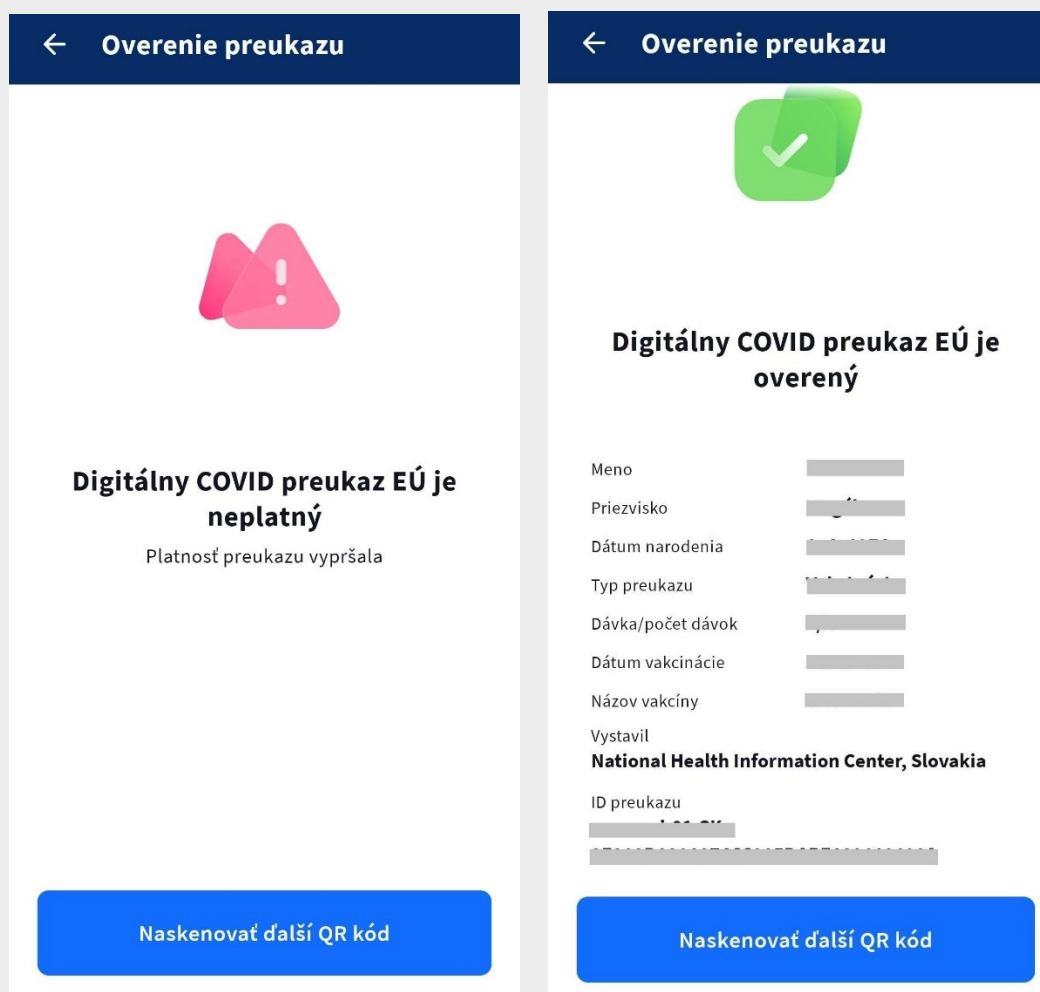 Overenie preukazu
Digitálny COVID preukaz EÚ je
neplatný
Platnosť preukazu vypršala
Naskenovať ďalší QR kód
Overenie preukazu
Digitálny COVID preukaz EÚ je
overený
Meno
Priezvisko
Dátum narodenia
Typ preukazu
Dávka/počet dávok
Dátum vakcinácie
Názov vakcíny
Vystavil
National Health Information Center, Slovakia
ID preukazu
Naskenovať ďalší QR kód